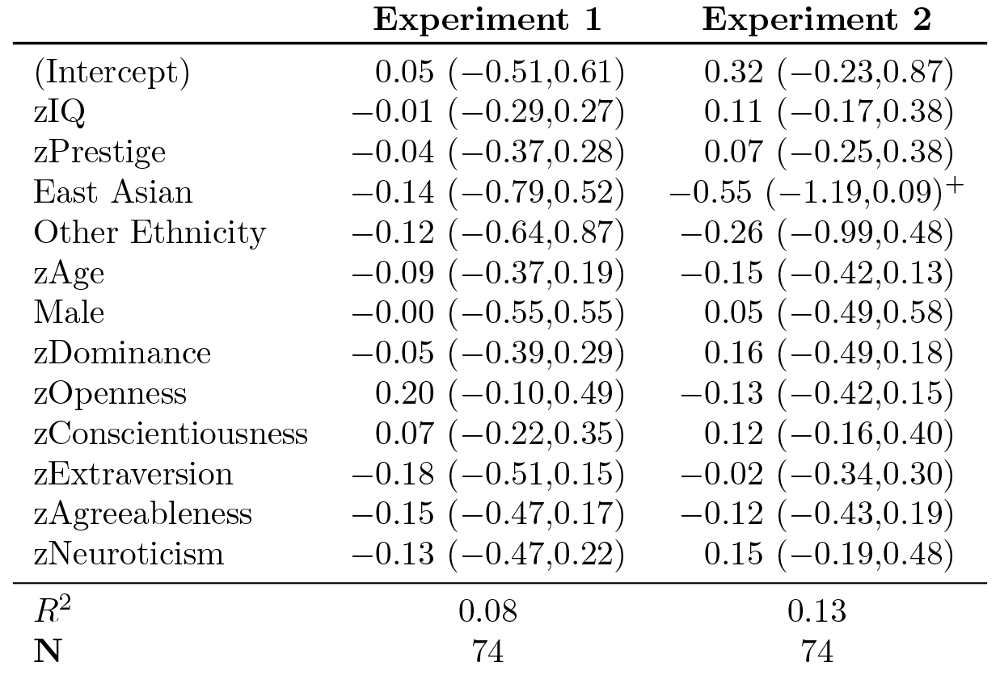 Experiment 1 Experiment 2
(Intercept) 0.05 (−0.51,0.61) 0.32 (−0.23,0.87)
zIQ −0.01 (−0.29,0.27) 0.11 (−0.17,0.38)
zPrestige −0.04 (−0.37,0.28) 0.07 (−0.25,0.38)
East Asian −0.14 (−0.79,0.52) −0.55 (−1.19,0.09)⁺
Other Ethnicity −0.12 (−0.64,0.87) −0.26 (−0.99,0.48)
zAge −0.09 (−0.37,0.19) −0.15 (−0.42,0.13)
Male −0.00 (−0.55,0.55) 0.05 (−0.49,0.58)
zDominance −0.05 (−0.39,0.29) 0.16 (−0.49,0.18)
zOpenness 0.20 (−0.10,0.49) −0.13 (−0.42,0.15)
zConscientiousness 0.07 (−0.22,0.35) 0.12 (−0.16,0.40)
zExtraversion −0.18 (−0.51,0.15) −0.02 (−0.34,0.30)
zAgreeableness −0.15 (−0.47,0.17) −0.12 (−0.43,0.19)
zNeuroticism −0.13 (−0.47,0.22) 0.15 (−0.19,0.48)
R² 0.08 0.13
N 74 74